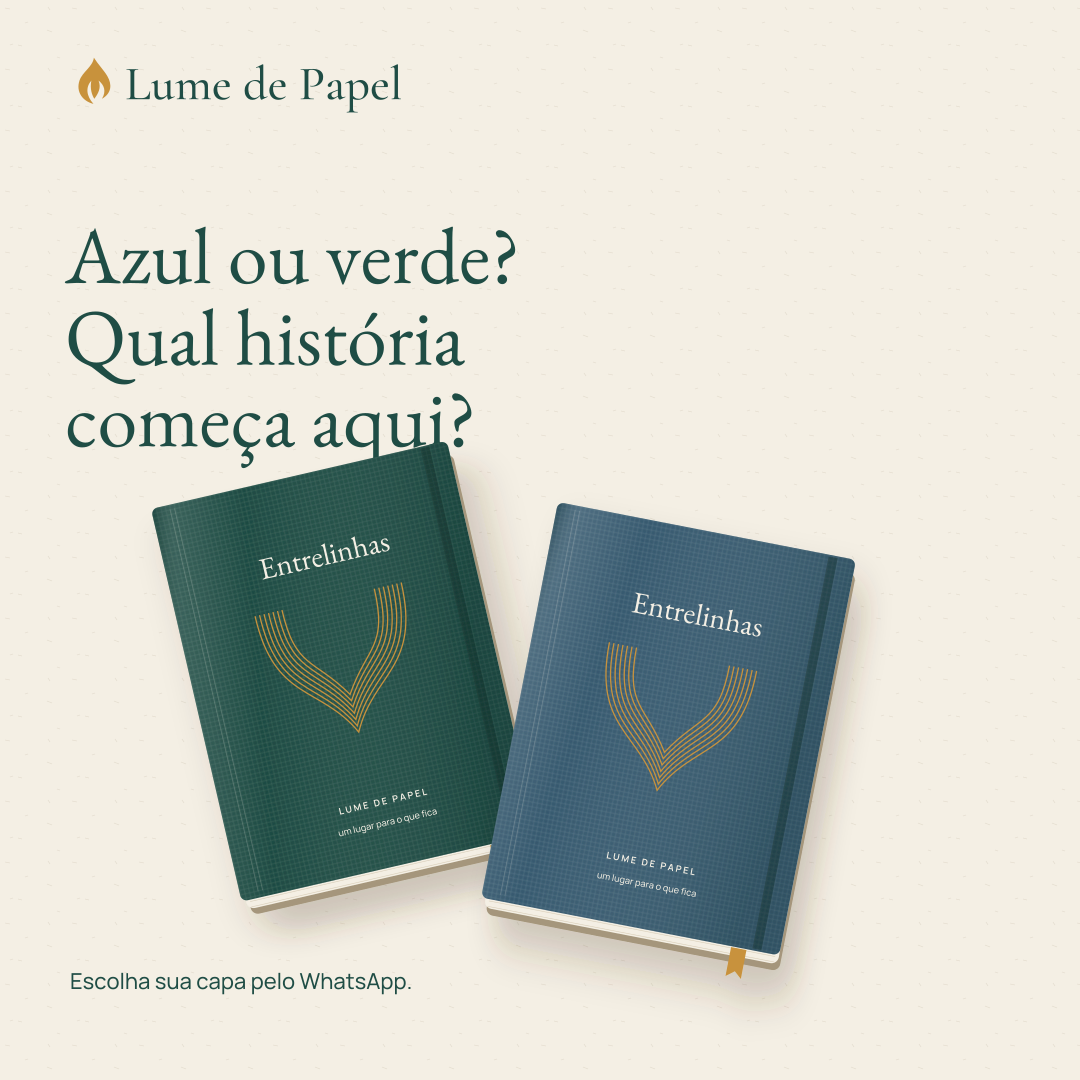 Lume de Papel
Azul ou verde?
Qual história
começa aqui?
Entrelinhas
LUME DE PAPEL
um lugar para o que fica
Entrelinhas
LUME DE PAPEL
um lugar para o que fica
Escolha sua capa pelo WhatsApp.